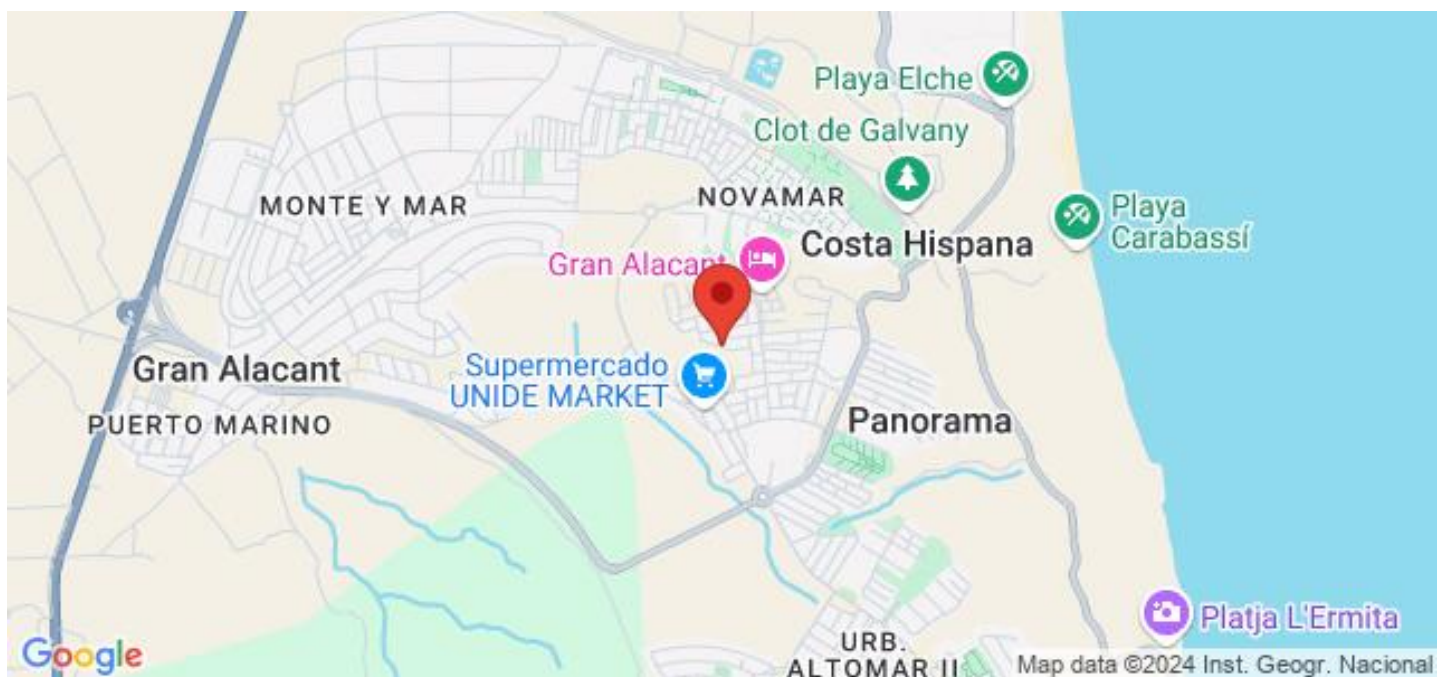 Playa Elche
Clot de Galvany
MONTE Y MAR
NOVAMAR
Playa
Carabassí
Costa Hispana
Gran Alacant
Supermercado
UNIDE MARKET
Gran Alacant
PUERTO MARINO
Panorama
Platja L'Ermita
URB.
ALTOMAR II
Google
Map data ©2024 Inst. Geogr. Nacional